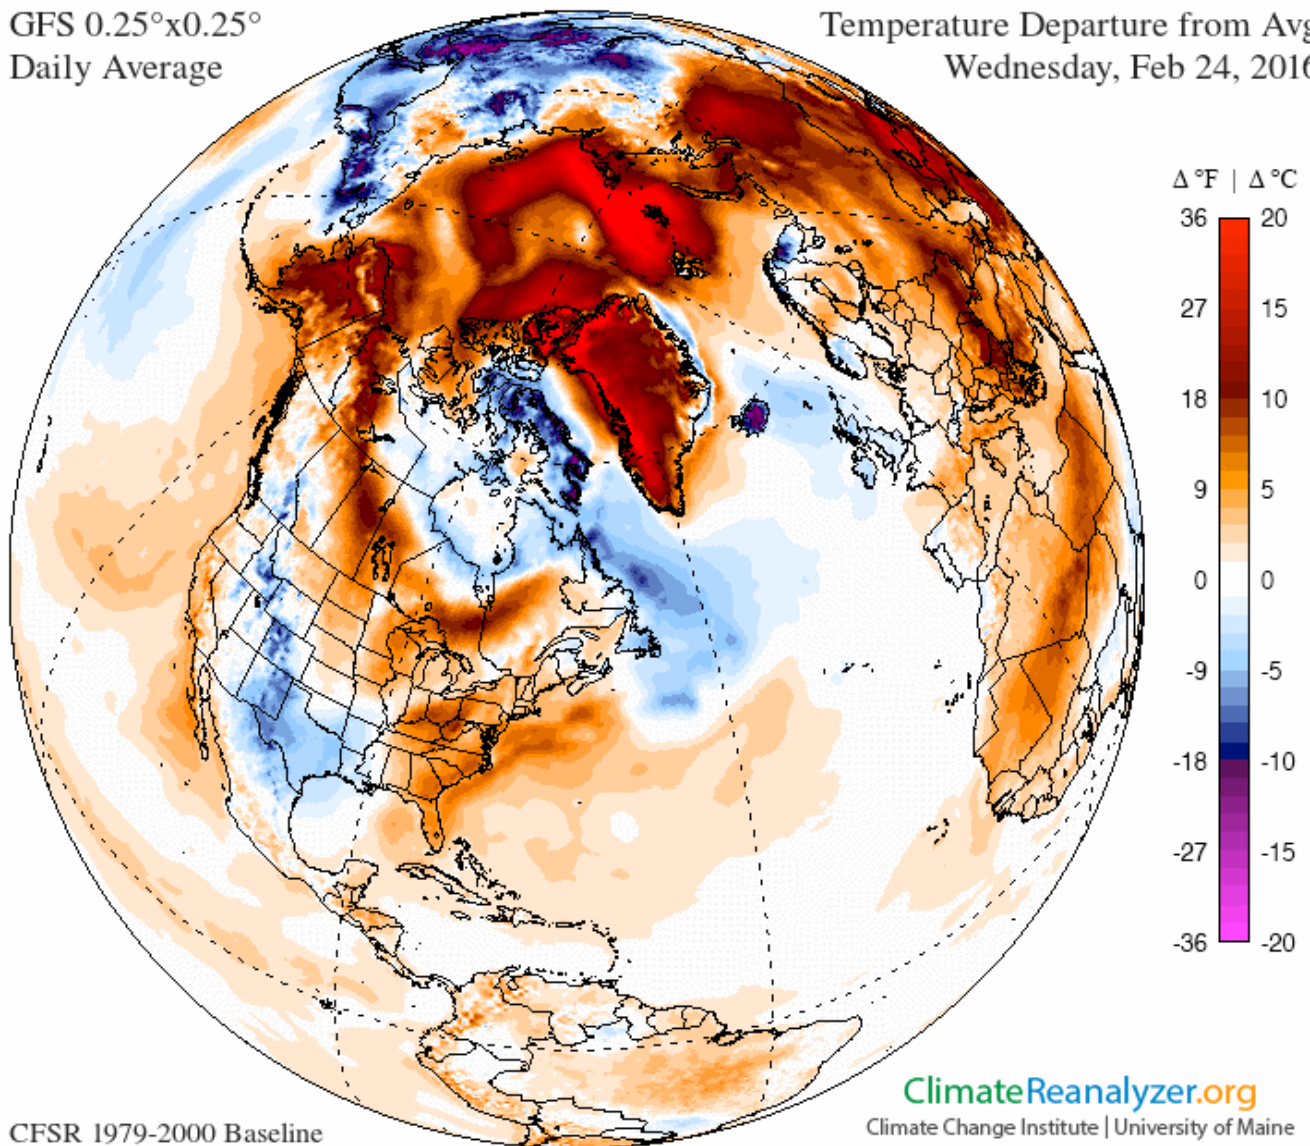 GFS 0.25°x0.25°
Daily Average
Temperature Departure from Avg
Wednesday, Feb 24, 2016
Δ °F | Δ °C
36 20
27 15
18 10
9 5
0 0
-9 -5
-18 -10
-27 -15
-36 -20
ClimateReanalyzer.org
Climate Change Institute | University of Maine
CFSR 1979-2000 Baseline